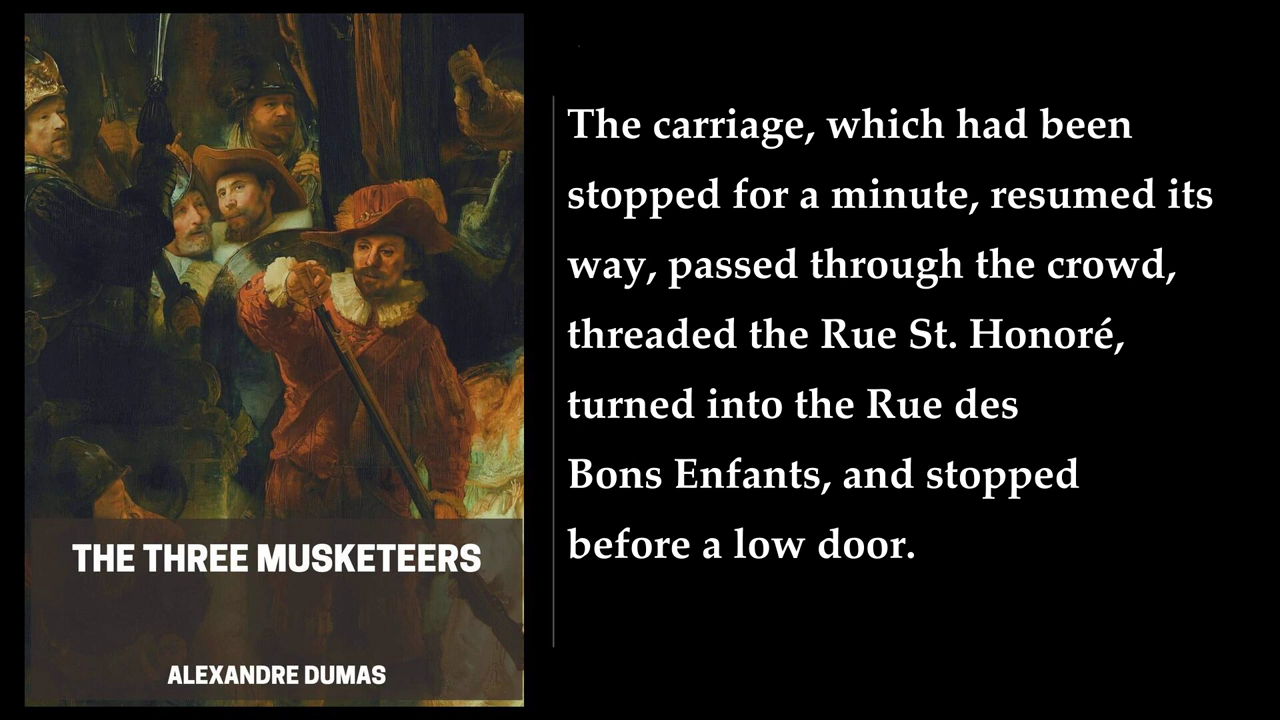 THE THREE MUSKETEERS
ALEXANDRE DUMAS
The carriage, which had been
stopped for a minute, resumed its
way, passed through the crowd,
threaded the Rue St. Honoré,
turned into the Rue des
Bons Enfants, and stopped
before a low door.